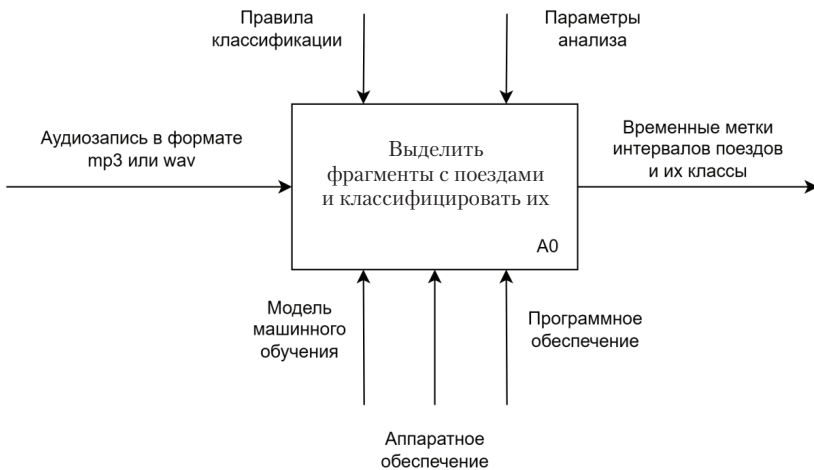 Правила
классификации
Параметры
анализа
Аудиозапись в формате
mp3 или wav
Выделить
фрагменты с поездами
и классифицировать их
A0
Временные метки
интервалов поездов
и их классы
Модель
машинного
обучения
Программное
обеспечение
Аппаратное
обеспечение